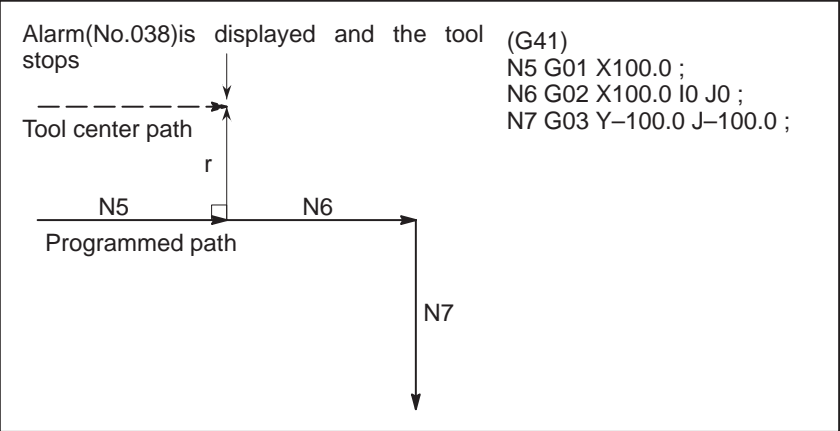 Alarm(No.038)is displayed and the tool
stops
(G41)
N5 G01 X100.0 ;
N6 G02 X100.0 I0 J0 ;
N7 G03 Y–100.0 J–100.0 ;
Tool center path
r
N5
N6
Programmed path
N7